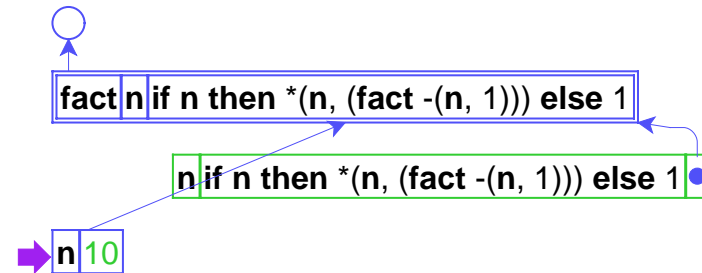 fact n if n then *(n, (fact -(n, 1))) else 1
n if n then *(n, (fact -(n, 1))) else 1
n 10